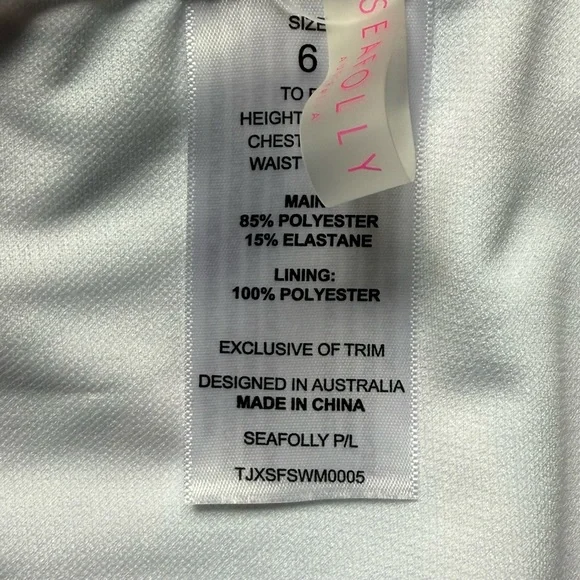 SIZE
6
TO
HEIGHT
CHEST
WAIST
MAIN
85% POLYESTER
15% ELASTANE
LINING:
100% POLYESTER
EXCLUSIVE OF TRIM
DESIGNED IN AUSTRALIA
MADE IN CHINA
SEAFOLLY P/L
TJXSFSWM0005
SEAFOLLY